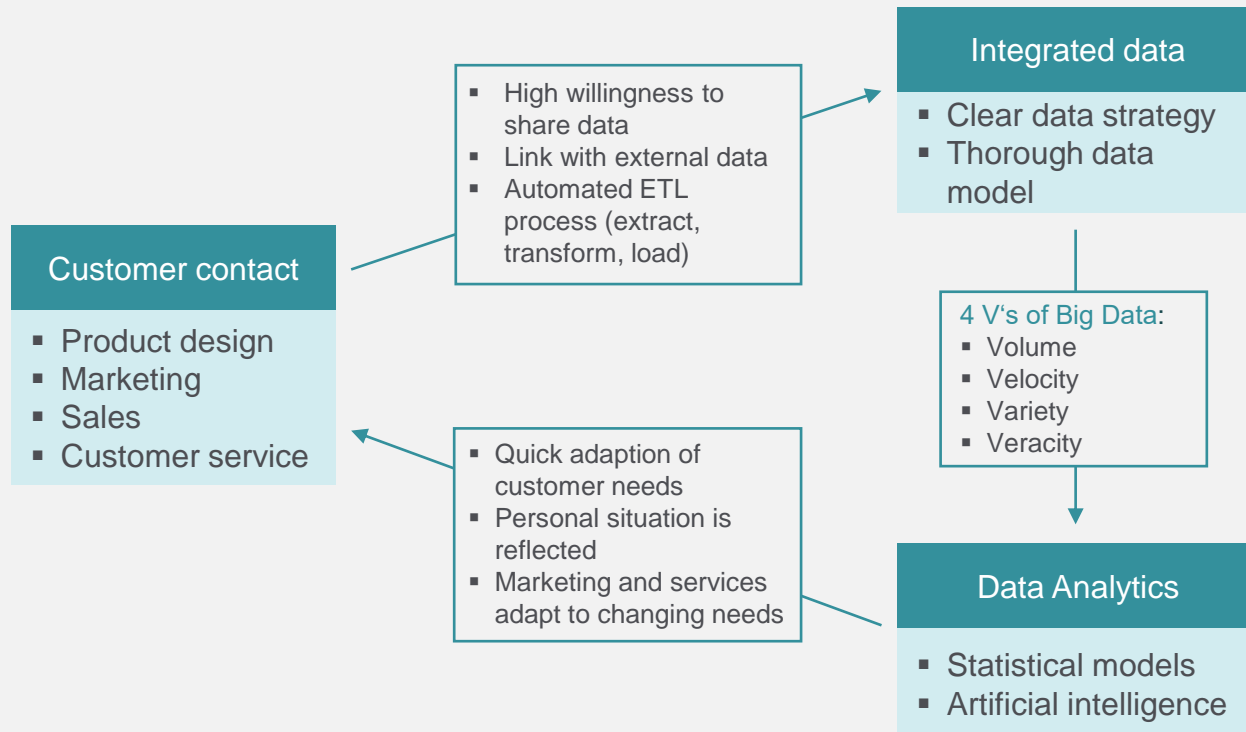 Integrated data
▪ Clear data strategy
▪ Thorough data
model
▪ High willingness to
share data
▪ Link with external data
▪ Automated ETL
process (extract,
transform, load)
Customer contact
▪ Product design
▪ Marketing
▪ Sales
▪ Customer service
4 V‘s of Big Data:
▪ Volume
▪ Velocity
▪ Variety
▪ Veracity
▪ Quick adaption of
customer needs
▪ Personal situation is
reflected
▪ Marketing and services
adapt to changing needs
Data Analytics
▪ Statistical models
▪ Artificial intelligence